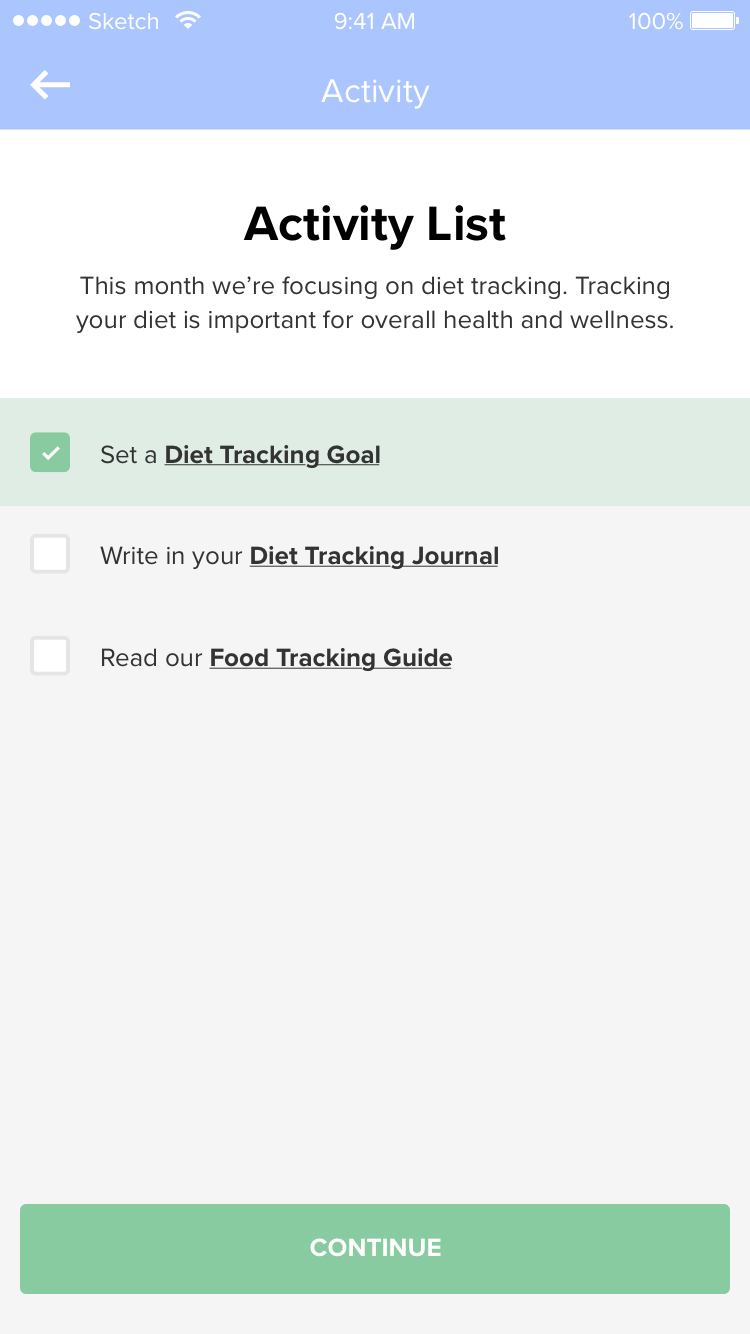 Sketch 9:41 AM 100%
Activity
Activity List
This month we’re focusing on diet tracking. Tracking
your diet is important for overall health and wellness.
Set a Diet Tracking Goal
Write in your Diet Tracking Journal
Read our Food Tracking Guide
CONTINUE